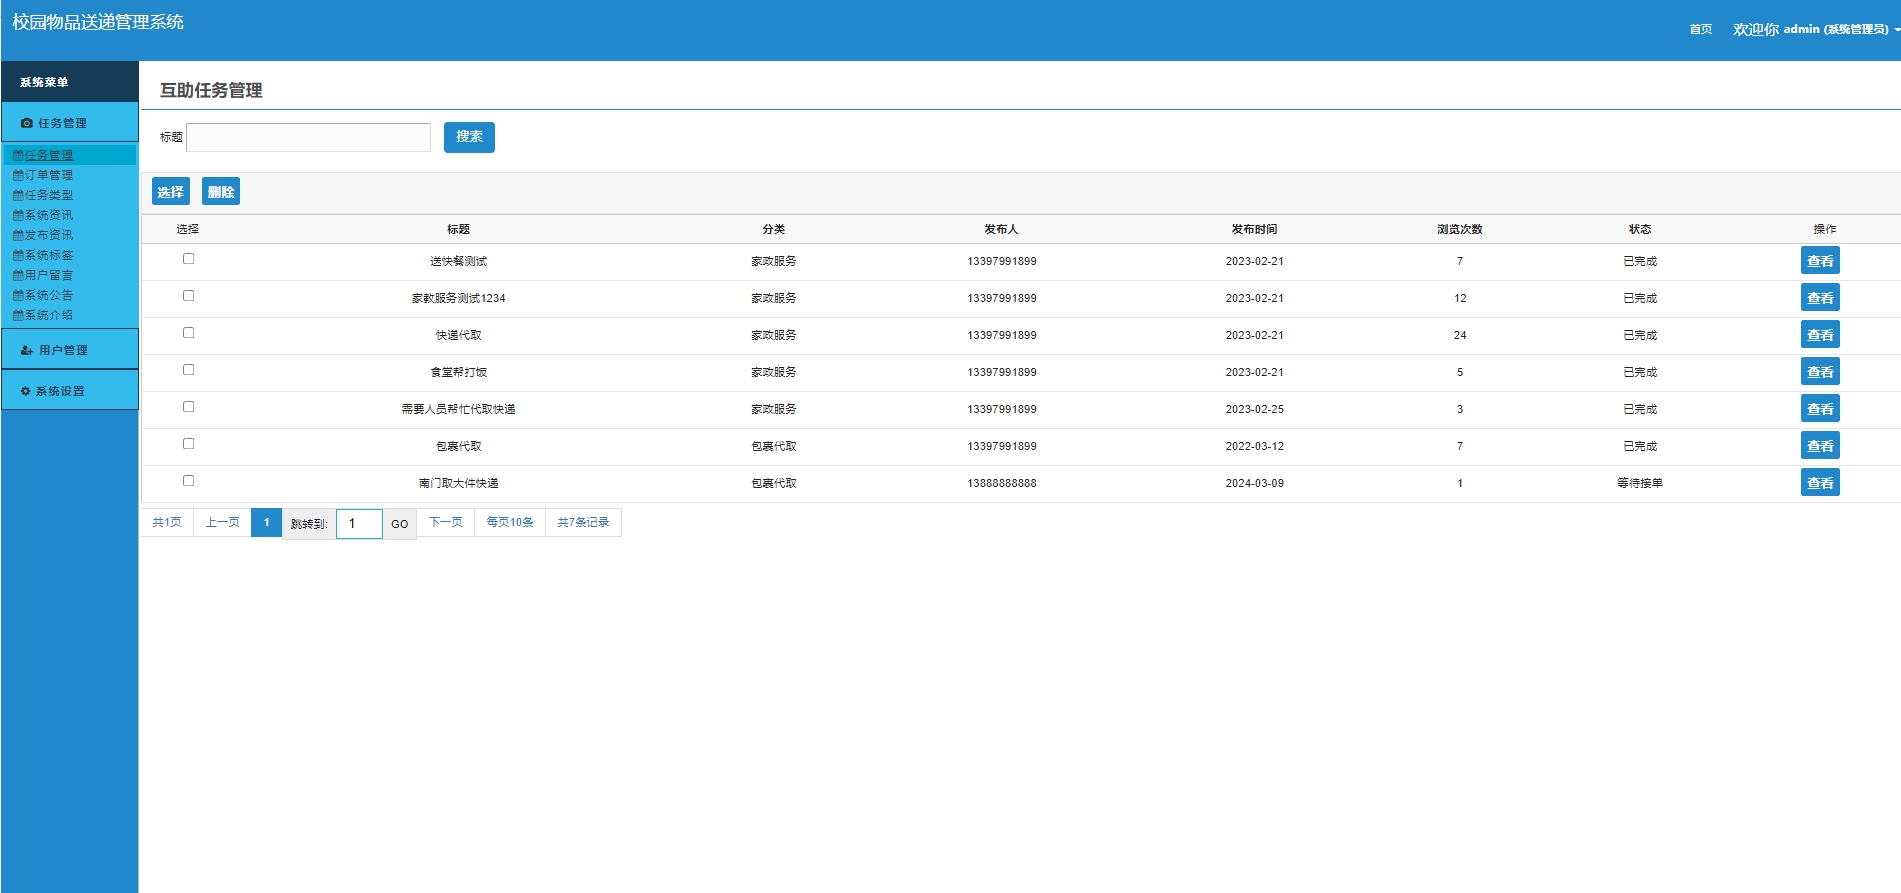 校园物品送递管理系统
首页 欢迎你 admin (系统管理员)
系统菜单
任务管理
任务管理
订单管理
任务类型
系统资讯
发布资讯
系统标签
用户留言
系统公告
系统介绍
用户管理
系统设置
互助任务管理
标题 搜索
选择 删除
选择 标题 分类 发布人 发布时间 浏览次数 状态 操作
送快餐测试 家政服务 13397991899 2023-02-21 7 已完成 查看
家教服务测试1234 家政服务 13397991899 2023-02-21 12 已完成 查看
快递代取 家政服务 13397991899 2023-02-21 24 已完成 查看
食堂帮打饭 家政服务 13397991899 2023-02-21 5 已完成 查看
需要人员帮忙代取快递 家政服务 13397991899 2023-02-25 3 已完成 查看
包裹代取 包裹代取 13397991899 2022-03-12 7 已完成 查看
南门取大件快递 包裹代取 13888888888 2024-03-09 1 等待接单 查看
共1页 上一页 1 跳转到: 1 GO 下一页 每页10条 共7条记录